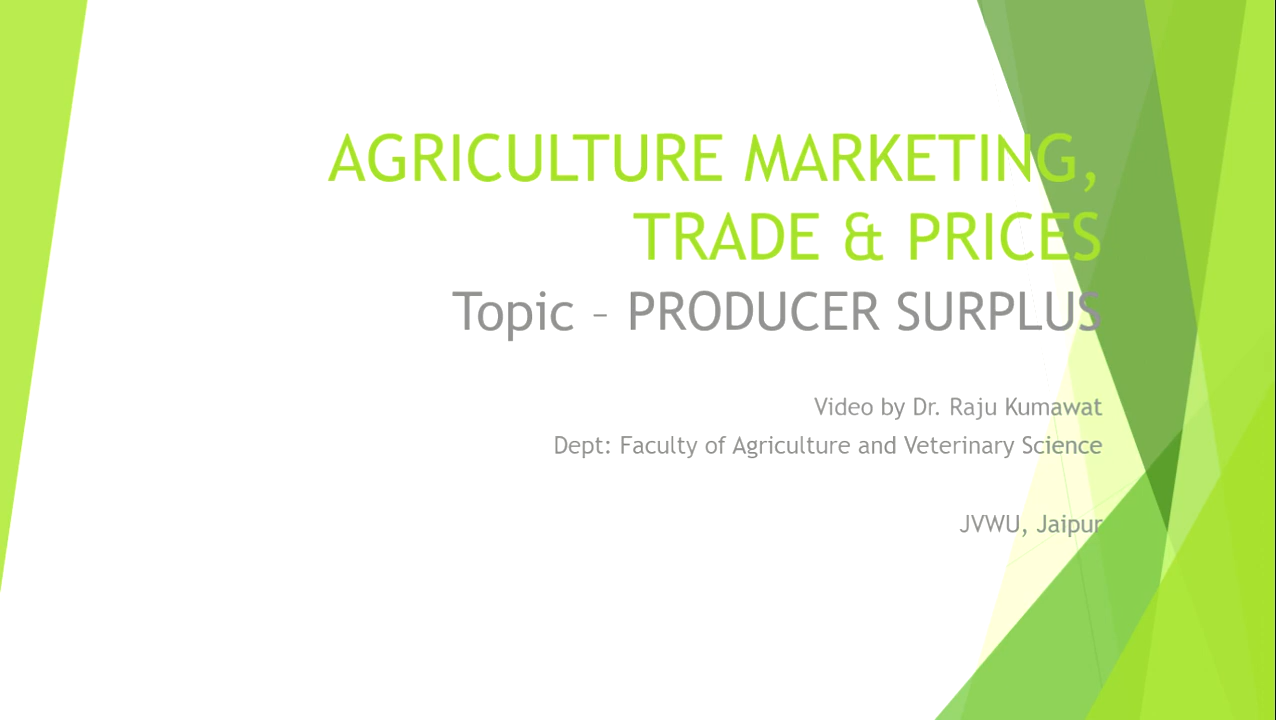 AGRICULTURE MARKETING,
TRADE & PRICES
Topic – PRODUCER SURPLUS
Video by Dr. Raju Kumawat
Dept: Faculty of Agriculture and Veterinary Science
JVWU, Jaipur